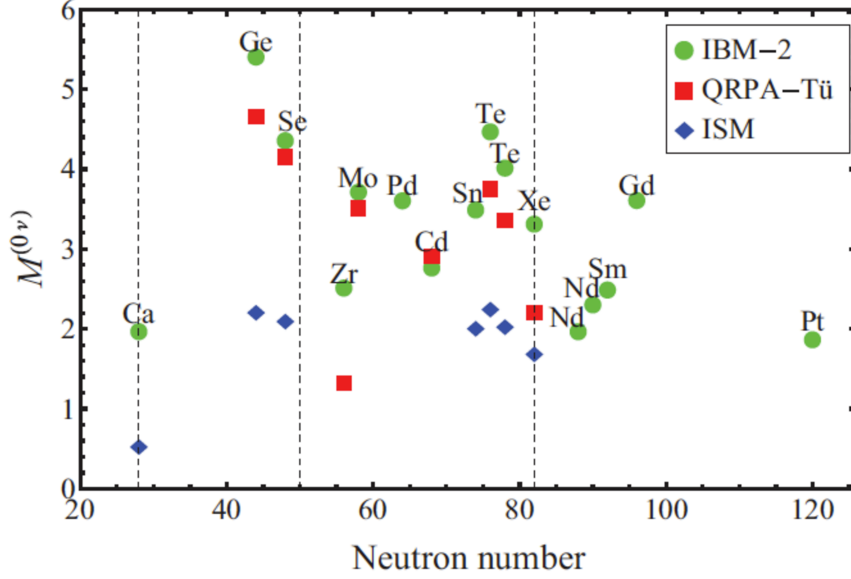 6
5
4
3
2
1
0
M^(0ν)
Ge
Se
Te
Te
Mo
Pd
Sn
Xe
Gd
Cd
Zr
Sm
Nd
Nd
Ca
Pt
IBM−2
QRPA−Tü
ISM
20 40 60 80 100 120
Neutron number